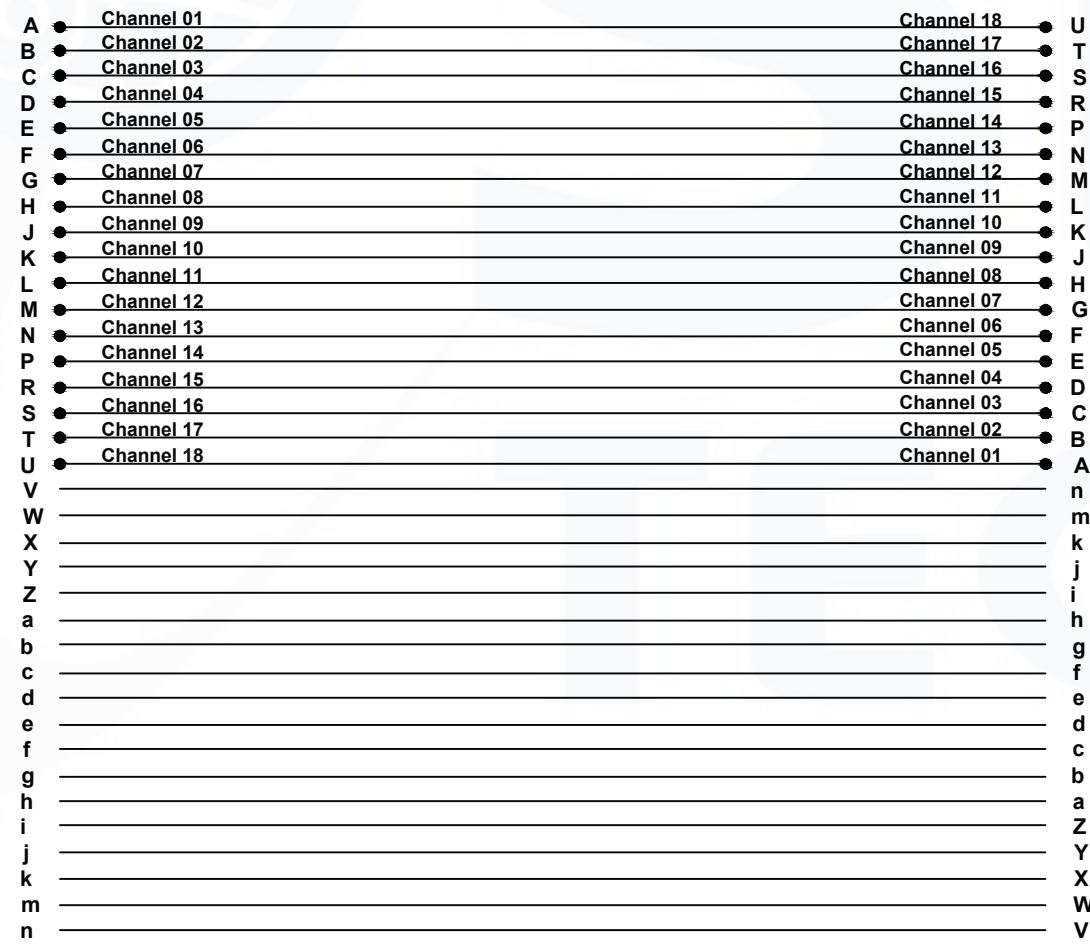 A Channel 01 Channel 18 U
B Channel 02 Channel 17 T
C Channel 03 Channel 16 S
D Channel 04 Channel 15 R
E Channel 05 Channel 14 P
F Channel 06 Channel 13 N
G Channel 07 Channel 12 M
H Channel 08 Channel 11 L
J Channel 09 Channel 10 K
K Channel 10 Channel 09 J
L Channel 11 Channel 08 H
M Channel 12 Channel 07 G
N Channel 13 Channel 06 F
P Channel 14 Channel 05 E
R Channel 15 Channel 04 D
S Channel 16 Channel 03 C
T Channel 17 Channel 02 B
U Channel 18 Channel 01 A
V n
W m
X k
Y j
Z i
a h
b g
c f
d e
e d
f c
g b
h a
i Z
j Y
k X
m W
n V
TEC